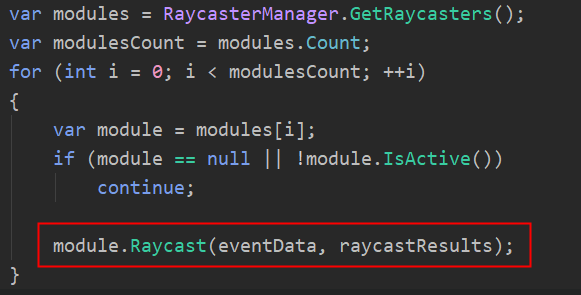 var modules = RaycasterManager.GetRaycasters();
var modulesCount = modules.Count;
for (int i = 0; i < modulesCount; ++i)
{
var module = modules[i];
if (module == null || !module.IsActive())
continue;
module.Raycast(eventData, raycastResults);
}